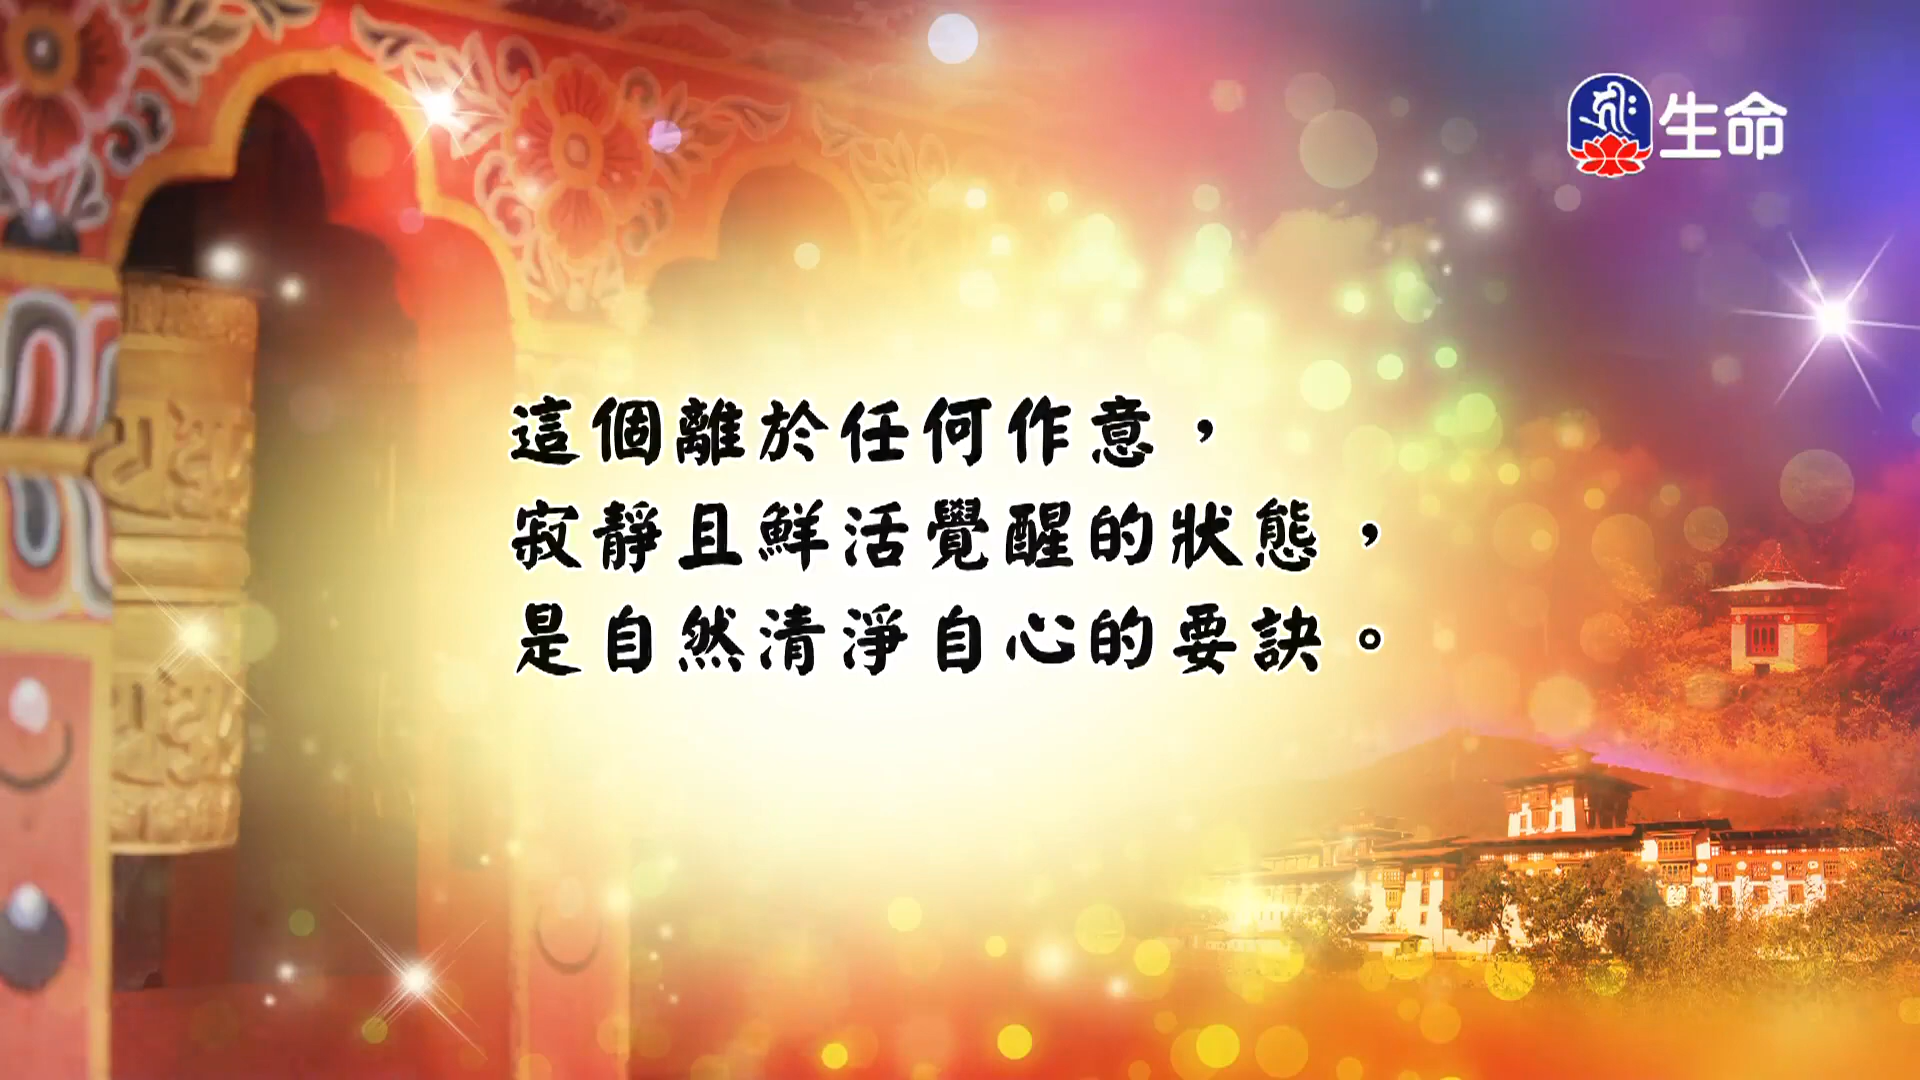 生命
這個離於任何作意，
寂靜且鮮活覺醒的狀態，
是自然清淨自心的要訣。